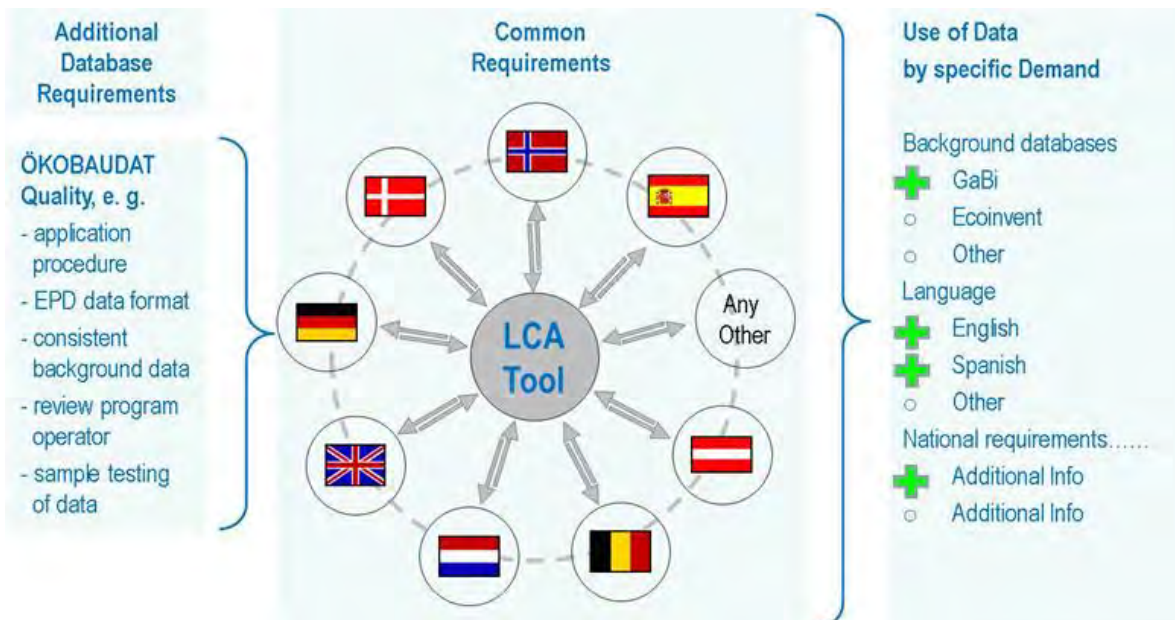 Additional
Database
Requirements
ÖKOBAUDAT
Quality, e. g.
- application
procedure
- EPD data format
- consistent
background data
- review program
operator
- sample testing
of data
Common
Requirements
Any
Other
LCA
Tool
Use of Data
by specific Demand
Background databases
GaBi
Ecoinvent
Other
Language
English
Spanish
Other
National requirements……
Additional Info
Additional Info